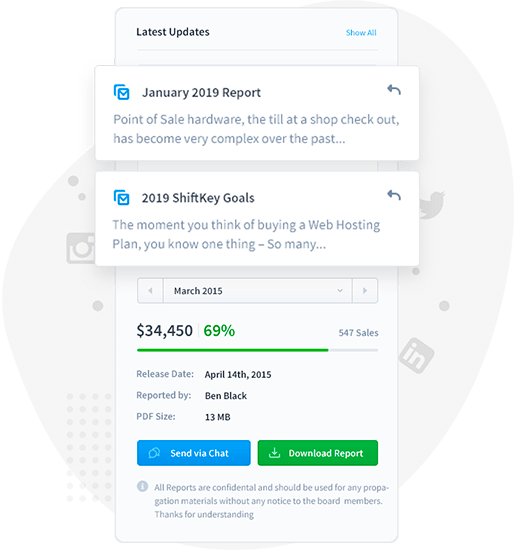 Latest Updates
Show All
January 2019 Report
Point of Sale hardware, the till at a shop check out,
has become very complex over the past...
2019 ShiftKey Goals
The moment you think of buying a Web Hosting
Plan, you know one thing – So many...
March 2015
$34,450 69%
547 Sales
Release Date: April 14th, 2015
Reported by: Ben Black
PDF Size: 13 MB
Send via Chat
Download Report
All Reports are confidental and should be used for any propa-
gation materials without any notice to the board members.
Thanks for understanding